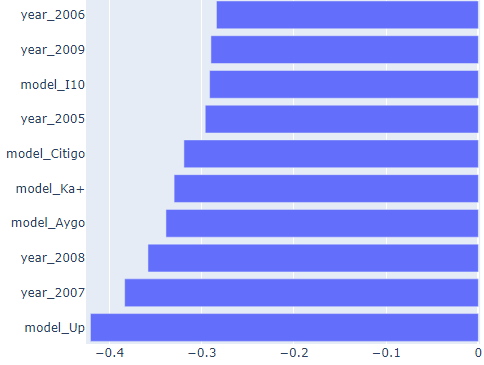 year_2006
year_2009
model_I10
year_2005
model_Citigo
model_Ka+
model_Aygo
year_2008
year_2007
model_Up
−0.4 −0.3 −0.2 −0.1 0